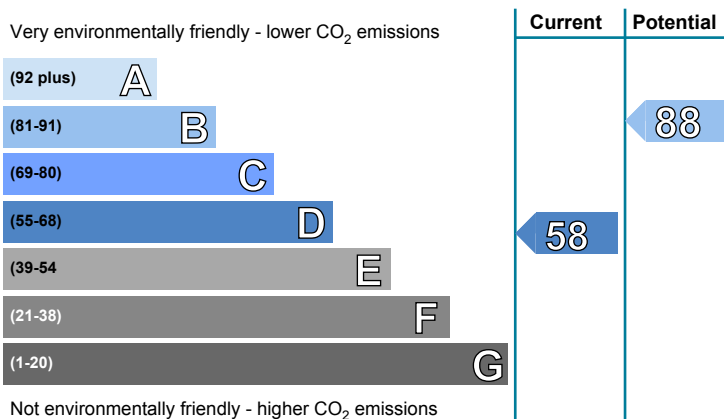 Current Potential
Very environmentally friendly - lower CO₂ emissions
(92 plus) A
(81-91) B
88
(69-80) C
(55-68) D
58
(39-54 E
(21-38) F
(1-20) G
Not environmentally friendly - higher CO₂ emissions